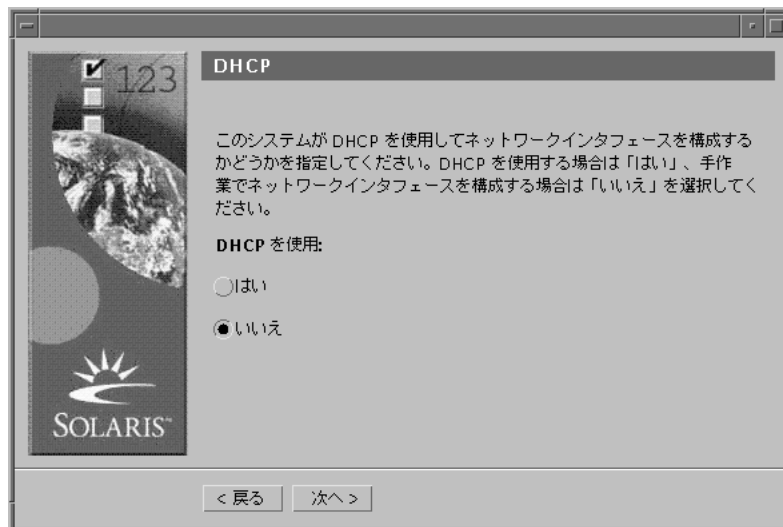 123
DHCP
このシステムが DHCP を使用してネットワークインタフェースを構成する
かどうかを指定してください。DHCP を使用する場合は「はい」、手作
業でネットワークインタフェースを構成する場合は「いいえ」を選択してく
ださい。
DHCP を使用:
はい
いいえ
SOLARIS™
< 戻る
次へ >